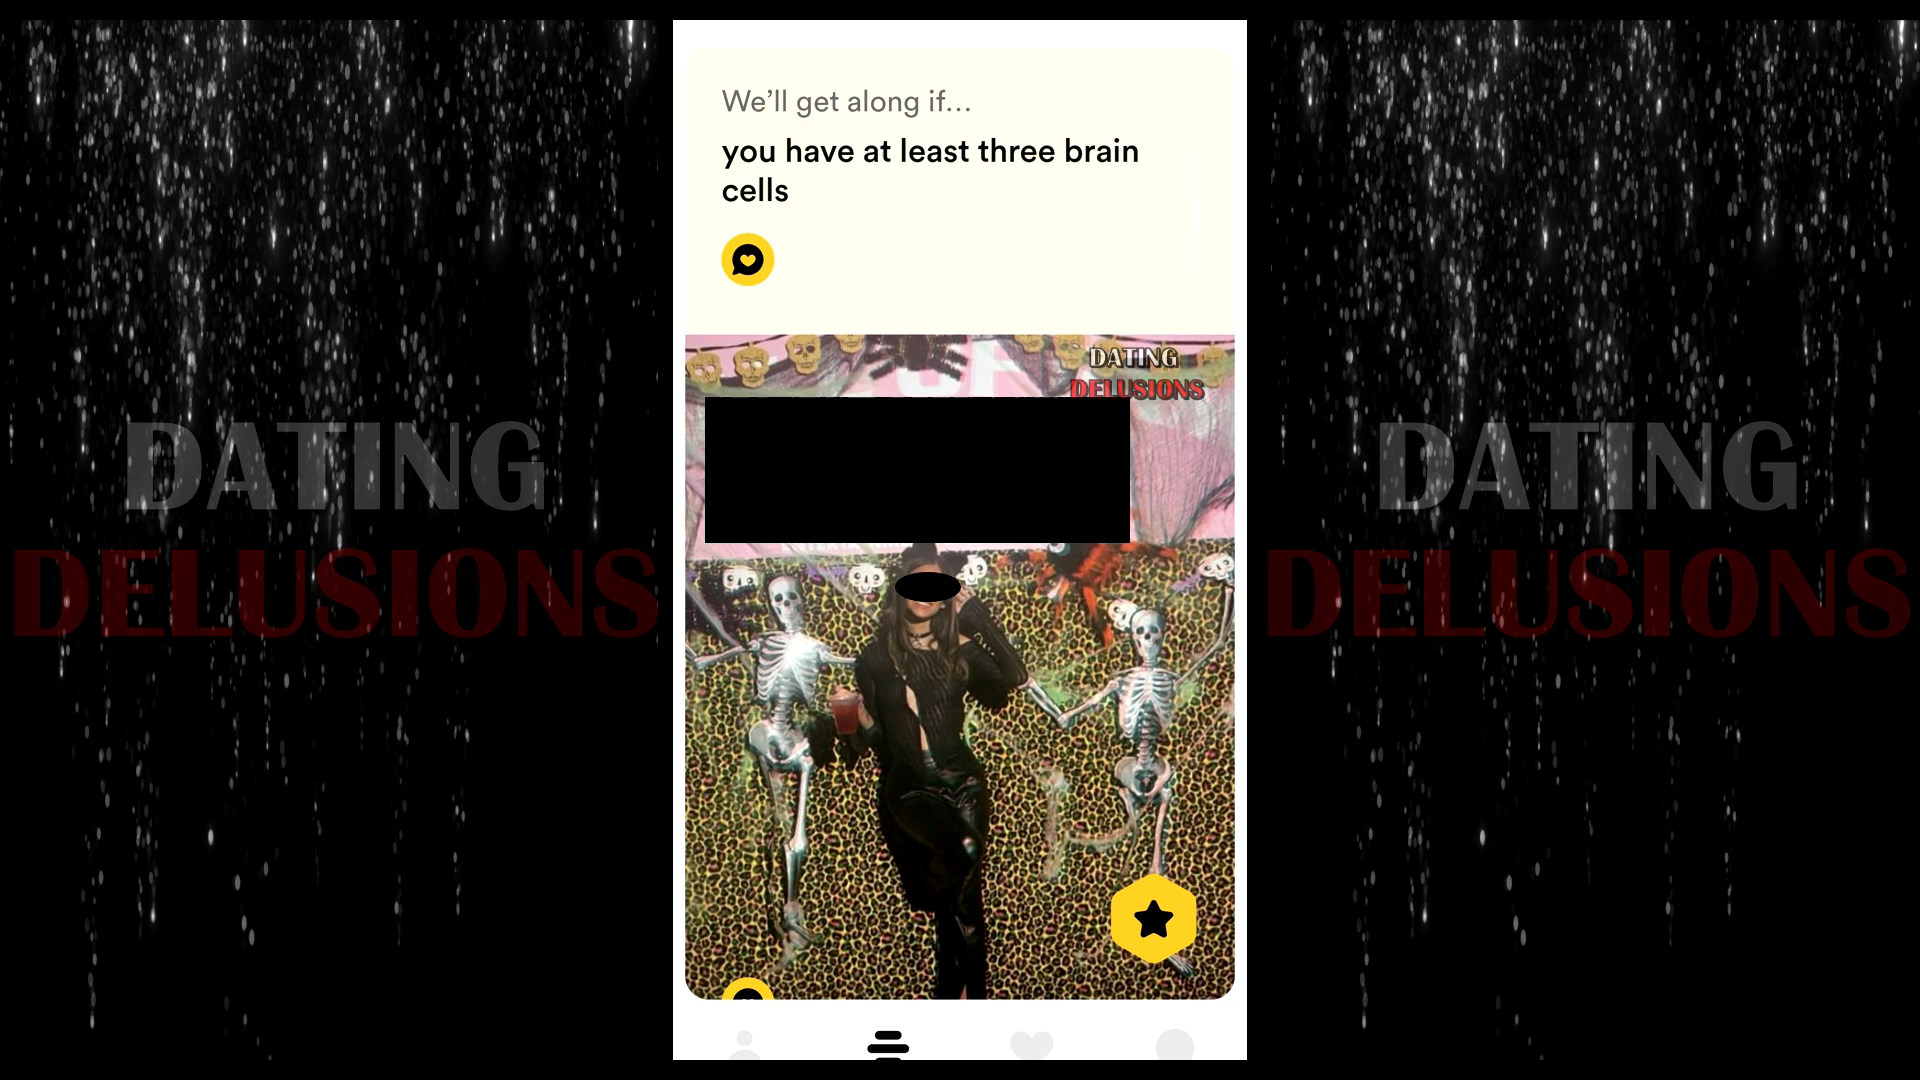 We’ll get along if…
you have at least three brain
cells
DATING
DELUSIONS
DATING
DELUSIONS
DATING
DELUSIONS